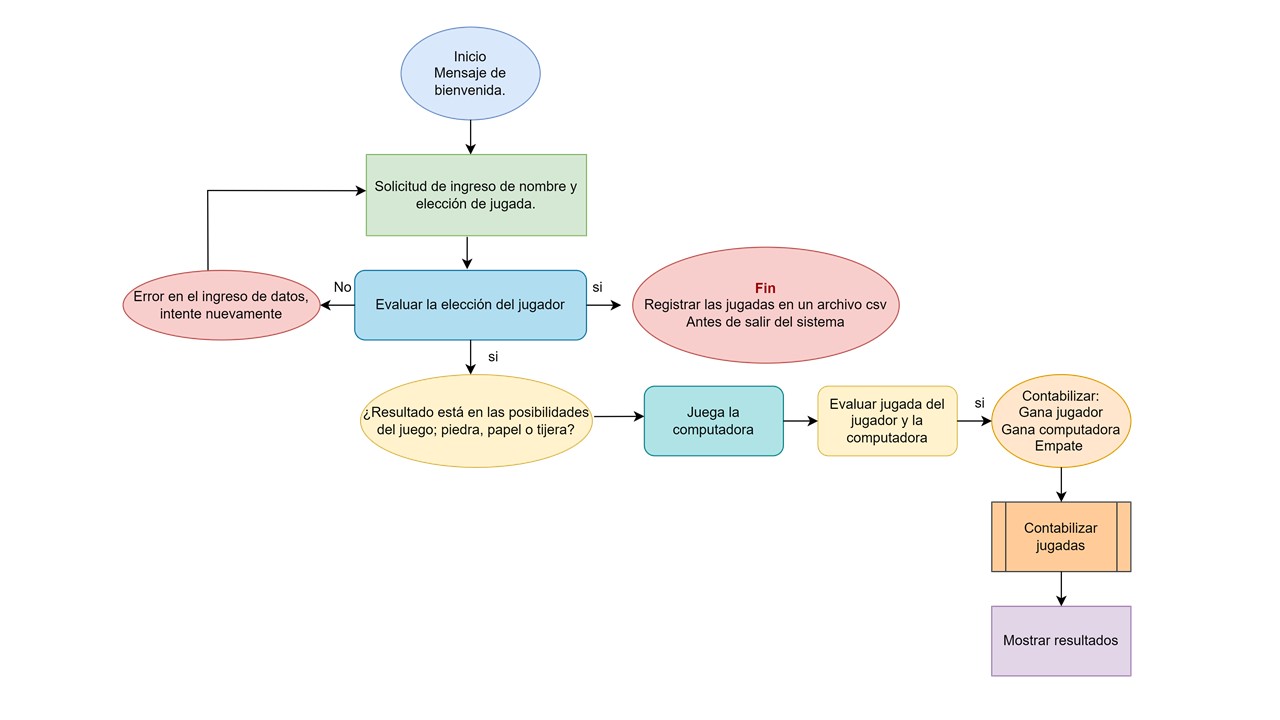 Inicio
Mensaje de
bienvenida.
Solicitud de ingreso de nombre y
elección de jugada.
Error en el ingreso de datos,
intente nuevamente
No
Evaluar la elección del jugador
si
Fin
Registrar las jugadas en un archivo csv
Antes de salir del sistema
si
¿Resultado está en las posibilidades
del juego; piedra, papel o tijera?
Juega la
computadora
Evaluar jugada del
jugador y la
computadora
si
Contabilizar:
Gana jugador
Gana computadora
Empate
Contabilizar
jugadas
Mostrar resultados